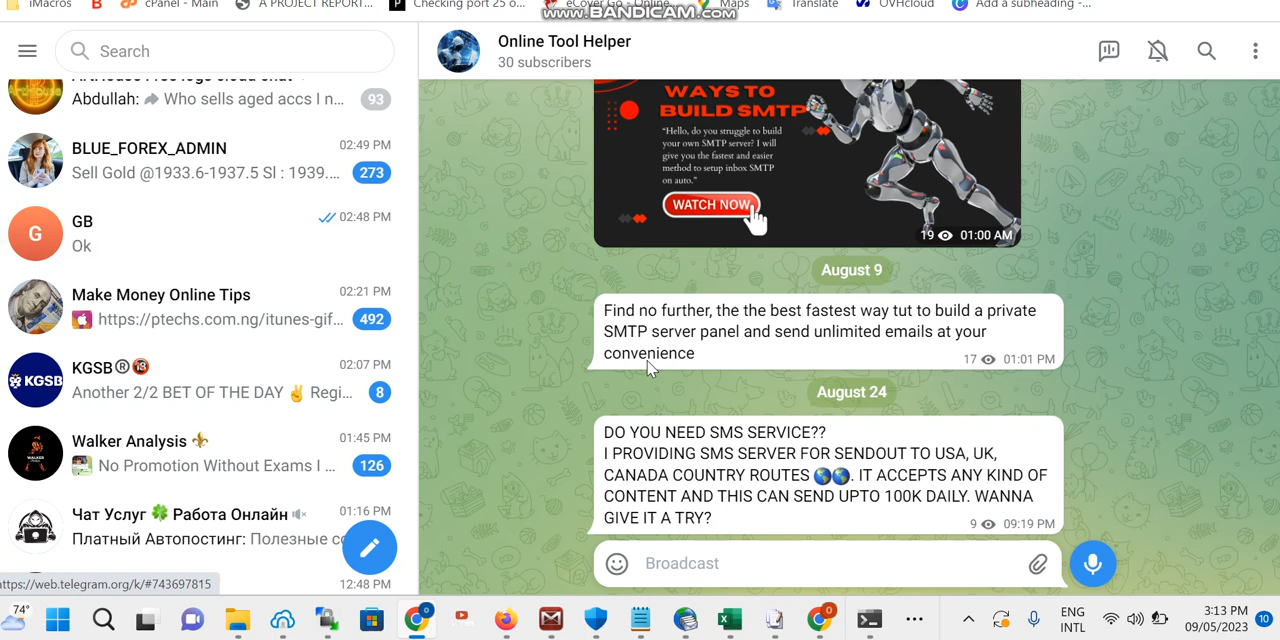 iMacros
B
cPanel - Main
A PROJECT REPORT...
P
Checking port 25 o...
eCover Go - Online...
Maps
Translate
OVHcloud
C
Add a subheading -...
www.BANDICAM.com
Search
Abdullah: Who sells aged accs I n...
93
BLUE_FOREX_ADMIN
02:49 PM
Sell Gold @1933.6-1937.5 Sl : 1939....
273
G
GB
02:48 PM
Ok
Make Money Online Tips
02:21 PM
https://ptechs.com.ng/itunes-gif...
492
KGSB
KGSB®🔞
02:07 PM
Another 2/2 BET OF THE DAY ✌ Regi...
8
WALKER
Walker Analysis ⚜
01:45 PM
No Promotion Without Exams I ...
126
Чат Услуг 🍀 Работа Онлайн
01:16 PM
Платный Автопостинг: Полезные со
12:48 PM
https://web.telegram.org/k/#743697815
Online Tool Helper
30 subscribers
WAYS TO
BUILD SMTP
“Hello, do you struggle to build
your own SMTP server? I will
give you the fastest and easier
method to setup inbox SMTP
on auto.”
WATCH NOW
19 01:00 AM
August 9
Find no further, the the best fastest way tut to build a private
SMTP server panel and send unlimited emails at your
convenience
17 01:01 PM
August 24
DO YOU NEED SMS SERVICE??
I PROVIDING SMS SERVER FOR SENDOUT TO USA, UK,
CANADA COUNTRY ROUTES 🌎🌎. IT ACCEPTS ANY KIND OF
CONTENT AND THIS CAN SEND UPTO 100K DAILY. WANNA
GIVE IT A TRY?
9 09:19 PM
Broadcast
74°
0
0
ENG
INTL
3:13 PM
09/05/2023
10